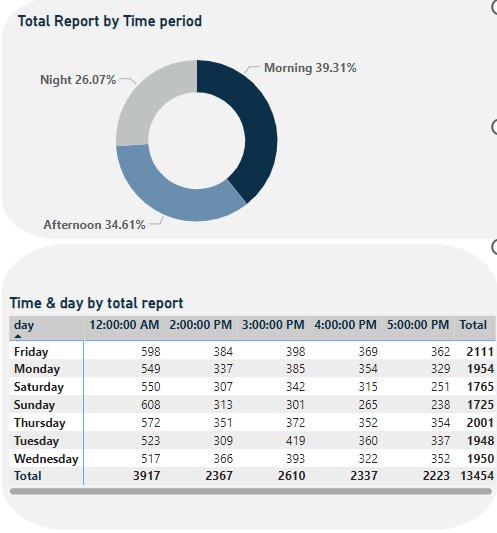 Total Report by Time period
Morning 39.31%
Night 26.07%
Afternoon 34.61%
Time & day by total report
day 12:00:00 AM 2:00:00 PM 3:00:00 PM 4:00:00 PM 5:00:00 PM Total
Friday 598 384 398 369 362 2111
Monday 549 337 385 354 329 1954
Saturday 550 307 342 315 251 1765
Sunday 608 313 301 265 238 1725
Thursday 572 351 372 352 354 2001
Tuesday 523 309 419 360 337 1948
Wednesday 517 366 393 322 352 1950
Total 3917 2367 2610 2337 2223 13454